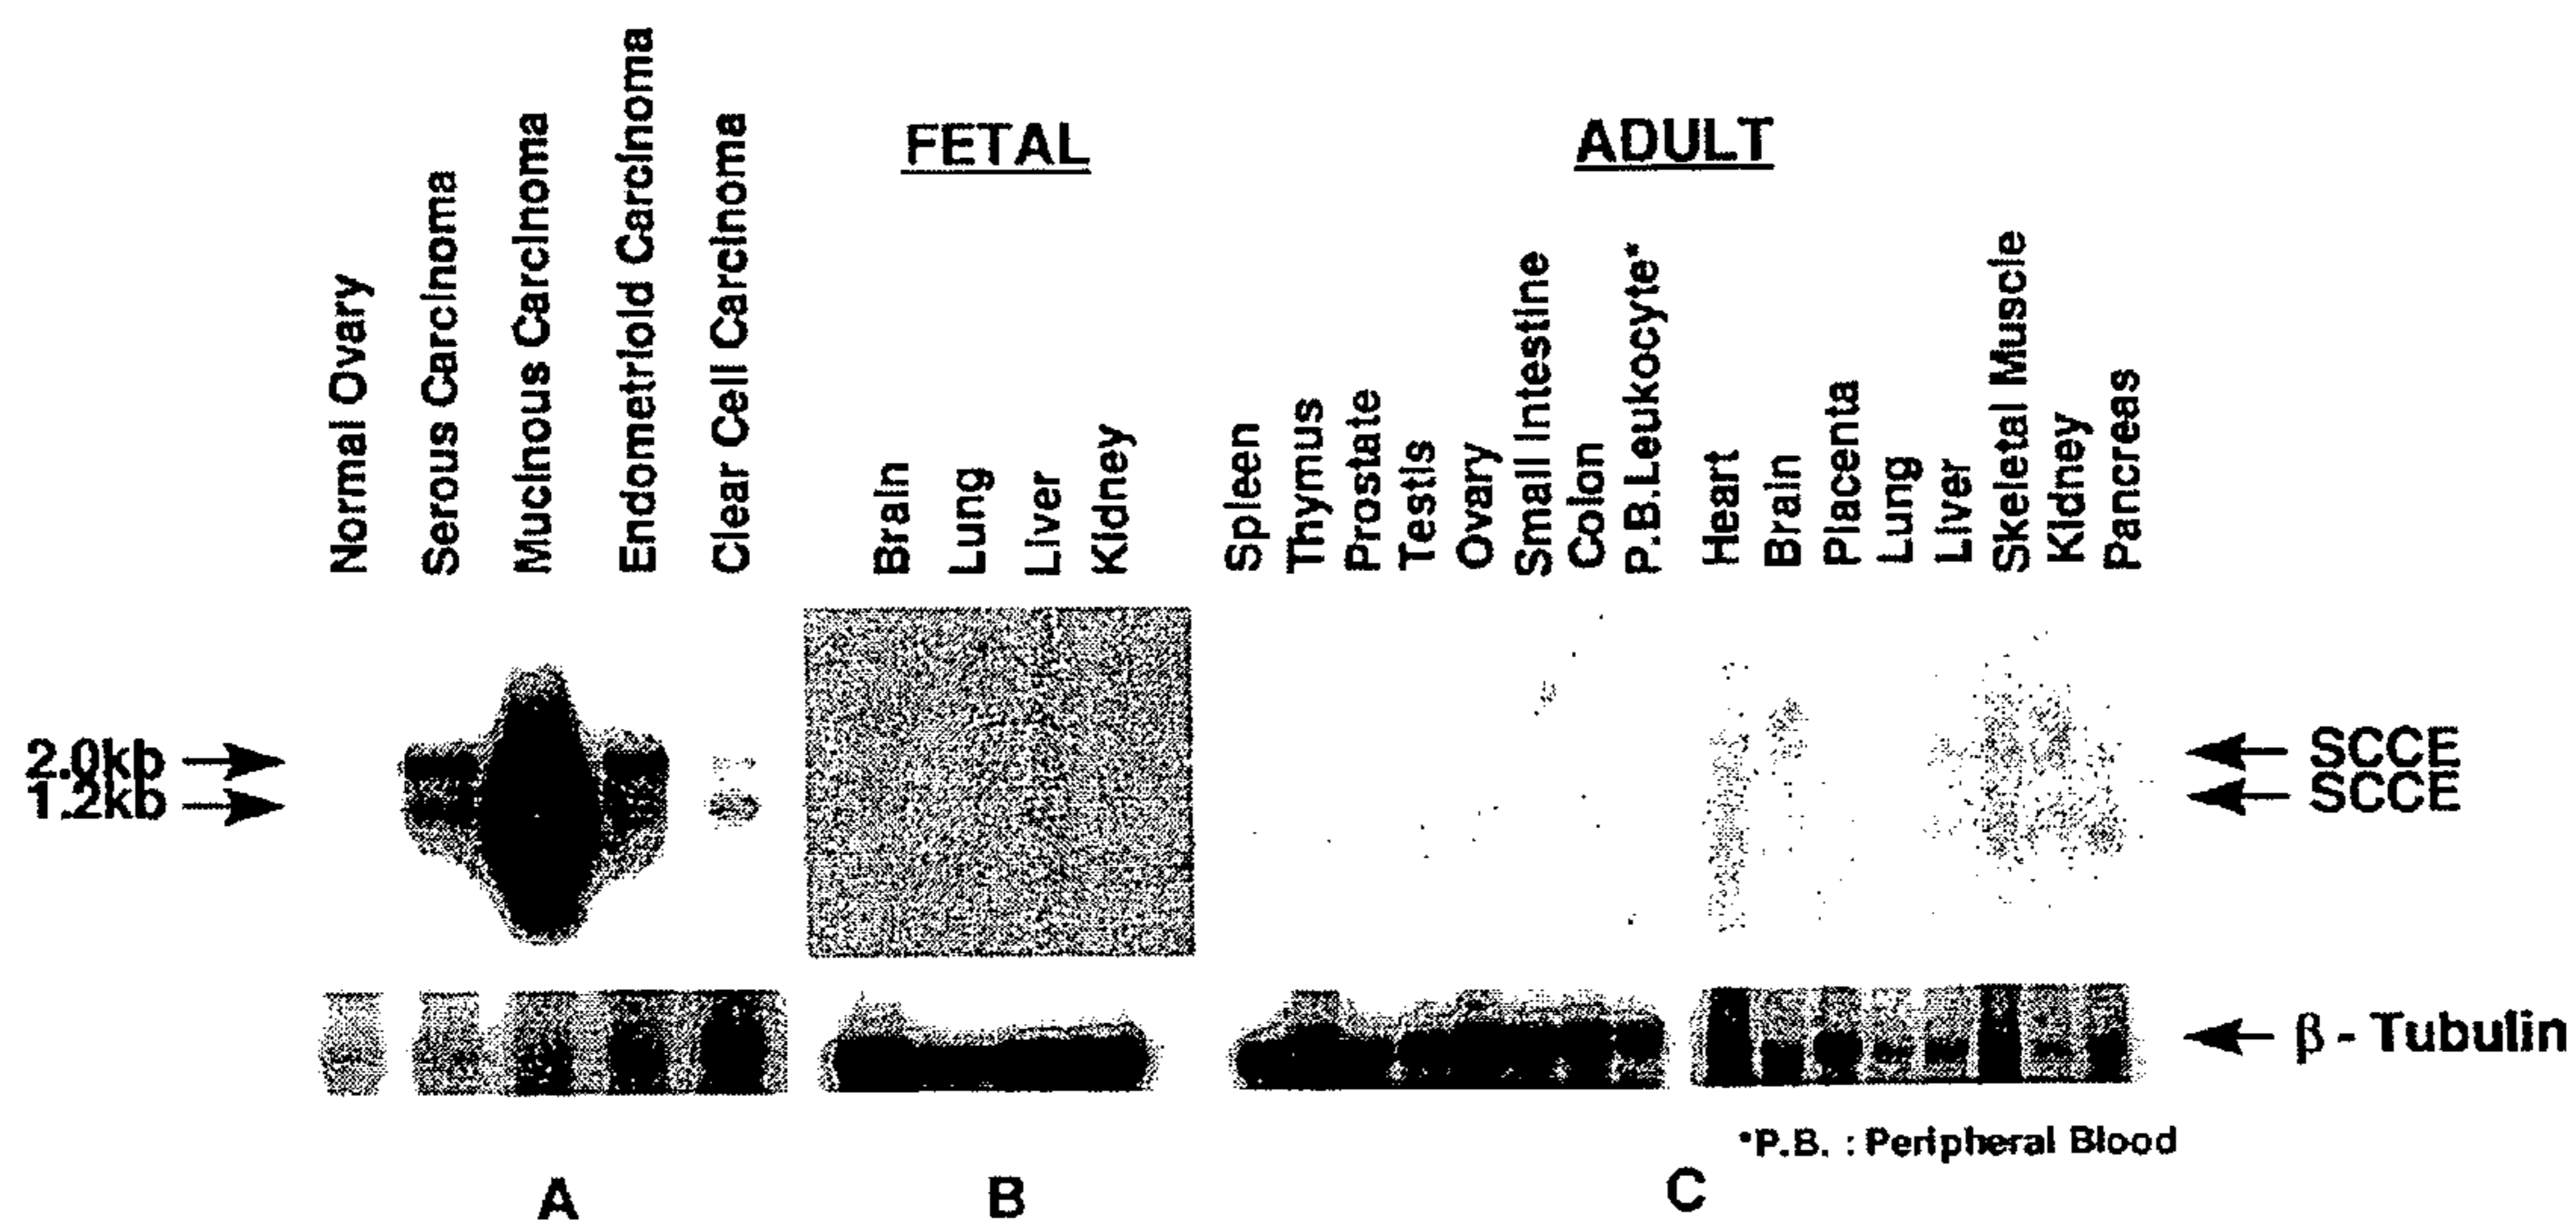 Normal Ovary
Serous Carcinoma
Mucinous Carcinoma
Endometrioid Carcinoma
Clear Cell Carcinoma
FETAL
Brain
Lung
Liver
Kidney
ADULT
Spleen
Thymus
Prostate
Testis
Ovary
Small Intestine
Colon
P.B.Leukocyte*
Heart
Brain
Placenta
Lung
Liver
Skeletal Muscle
Kidney
Pancreas
2.0kb
1.2kb
SCCE
SCCE
β - Tubulin
*P.B. : Peripheral Blood
A
B
C